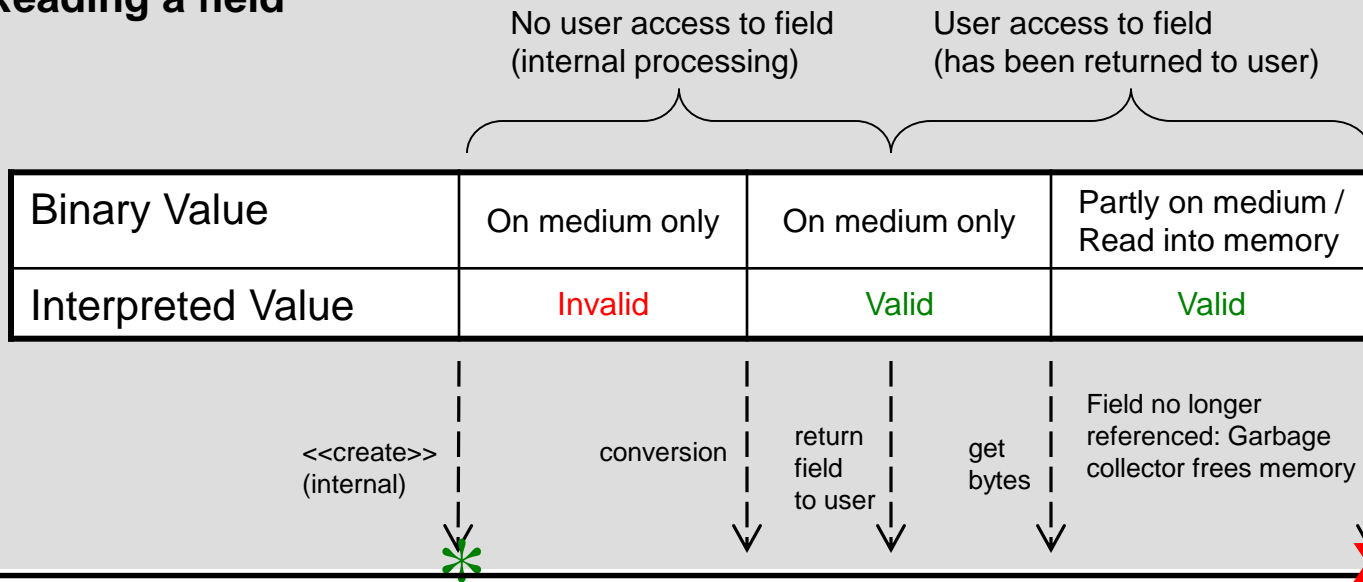 Reading a field
No user access to field
(internal processing)
User access to field
(has been returned to user)
Binary Value
On medium only
On medium only
Partly on medium /
Read into memory
Interpreted Value
Invalid
Valid
Valid
<<create>>
(internal)
conversion
return
field
to user
get
bytes
Field no longer
referenced: Garbage
collector frees memory